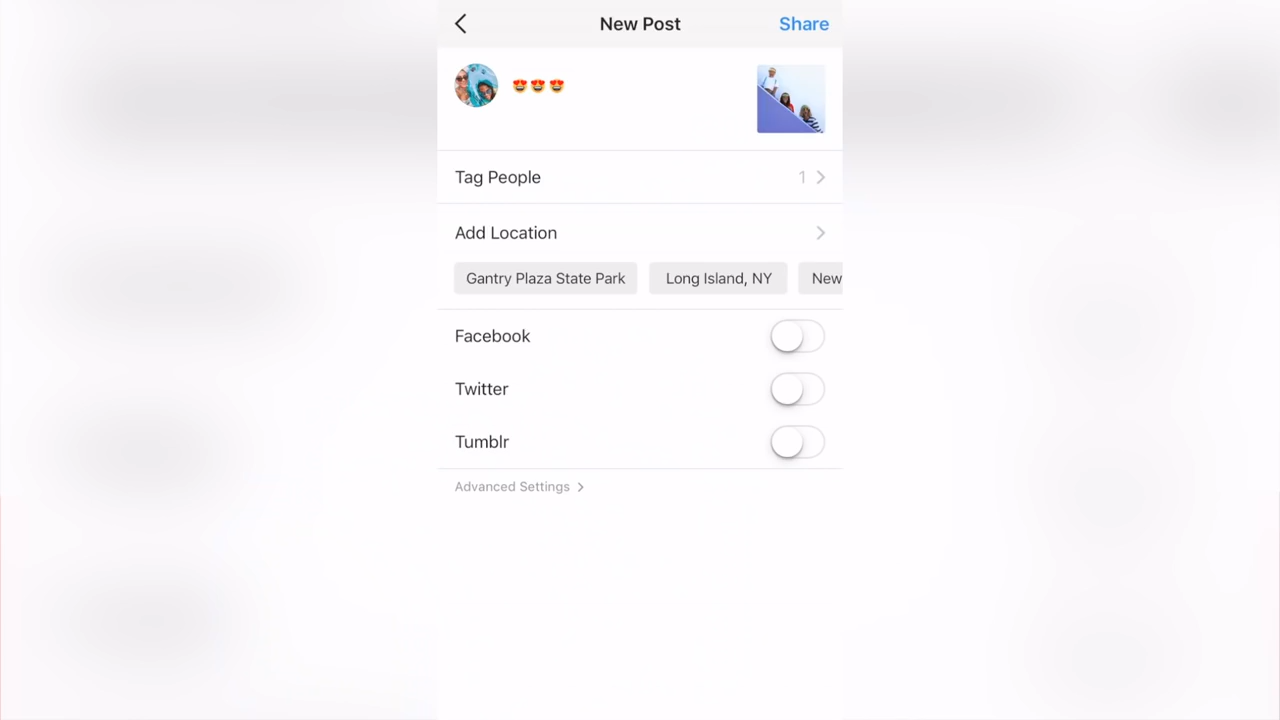 New Post
Share
😍😍😍
Tag People
1
Add Location
Gantry Plaza State Park
Long Island, NY
New
Facebook
Twitter
Tumblr
Advanced Settings